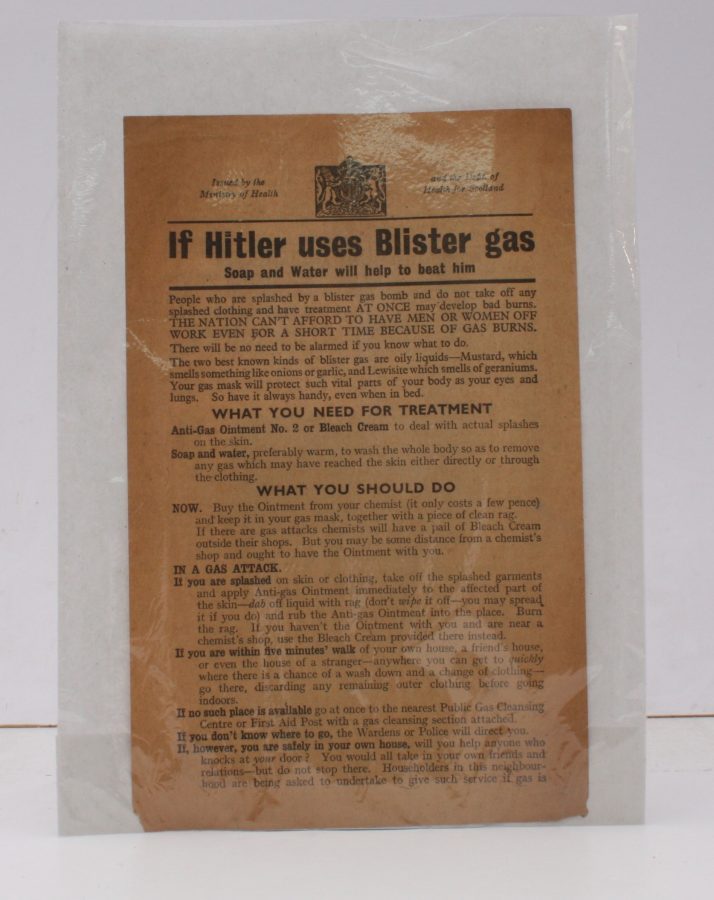 Issued by the
Ministry of Health
and the Dept. of
Health for Scotland
If Hitler uses Blister gas
Soap and Water will help to beat him
People who are splashed by a blister gas bomb and do not take off any
splashed clothing and have treatment AT ONCE may develop bad burns.
THE NATION CAN'T AFFORD TO HAVE MEN OR WOMEN OFF
WORK EVEN FOR A SHORT TIME BECAUSE OF GAS BURNS.
There will be no need to be alarmed if you know what to do.
The two best known kinds of blister gas are oily liquids—Mustard, which
smells something like onions or garlic, and Lewisite which smells of geraniums.
Your gas mask will protect such vital parts of your body as your eyes and
lungs. So have it always handy, even when in bed.
WHAT YOU NEED FOR TREATMENT
Anti-Gas Ointment No. 2 or Bleach Cream to deal with actual splashes
on the skin.
Soap and water, preferably warm, to wash the whole body so as to remove
any gas which may have reached the skin either directly or through
the clothing.
WHAT YOU SHOULD DO
NOW. Buy the Ointment from your chemist (it only costs a few pence)
and keep it in your gas mask, together with a piece of clean rag.
If there are gas attacks chemists will have a pail of Bleach Cream
outside their shops. But you may be some distance from a chemist's
shop and ought to have the Ointment with you.
IN A GAS ATTACK.
If you are splashed on skin or clothing, take off the splashed garments
and apply Anti-gas Ointment immediately to the affected part of
the skin—dab off liquid with rag (don't wipe it off—you may spread
it if you do) and rub the Anti-gas Ointment into the place. Burn
the rag. If you haven't the Ointment with you and are near a
chemist's shop, use the Bleach Cream provided there instead.
If you are within five minutes' walk of your own house, a friend's house,
or even the house of a stranger—anywhere you can get to quickly
where there is a chance of a wash down and a change of clothing—
go there, discarding any remaining outer clothing before going
indoors.
If no such place is available go at once to the nearest Public Gas Cleansing
Centre or First Aid Post with a gas cleansing section attached.
If you don't know where to go, the Wardens or Police will direct you.
If, however, you are safely in your own house, will you help anyone who
knocks at your door? You would all take in your own friends and
relations—but do not stop there. Householders in this neighbour-
hood are being asked to undertake to give such service if gas is